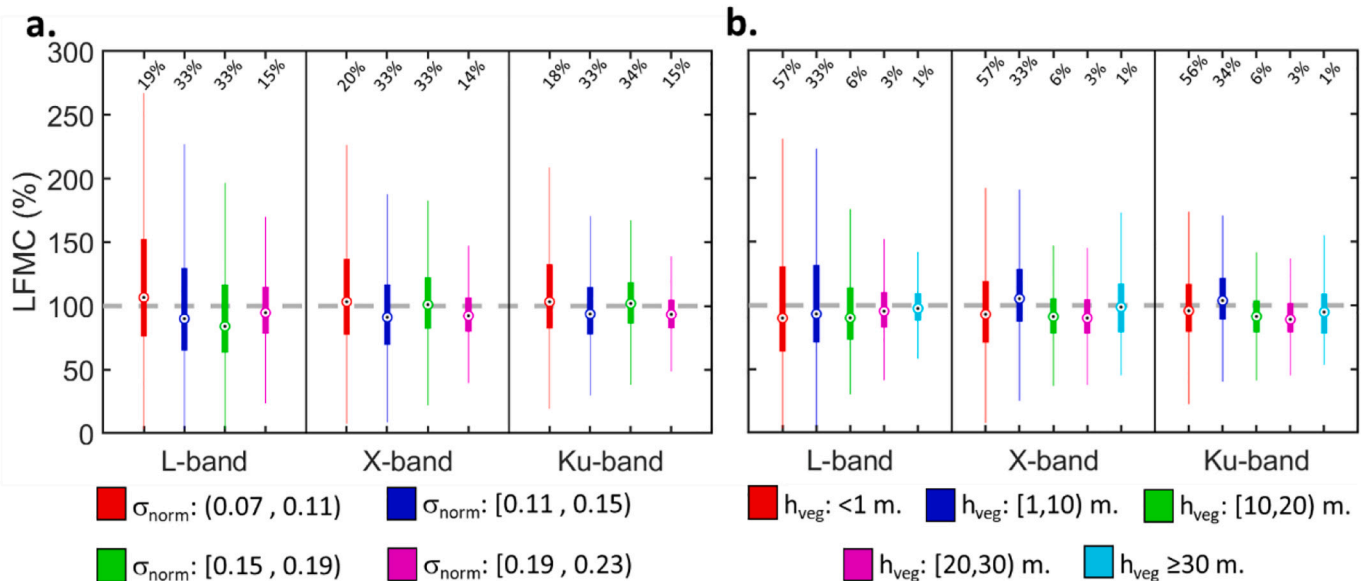 a.
b.
300
250
200
150
100
50
0
LFMC (%)
19% 33% 33% 15%
20% 33% 33% 14%
18% 33% 34% 15%
57% 33% 6% 3% 1%
57% 33% 6% 3% 1%
56% 34% 6% 3% 1%
L-band X-band Ku-band
L-band X-band Ku-band
σnorm: (0.07 , 0.11)
σnorm: [0.11 , 0.15)
σnorm: [0.15 , 0.19)
σnorm: [0.19 , 0.23)
hveg: <1 m.
hveg: [1,10) m.
hveg: [10,20) m.
hveg: [20,30) m.
hveg ≥30 m.